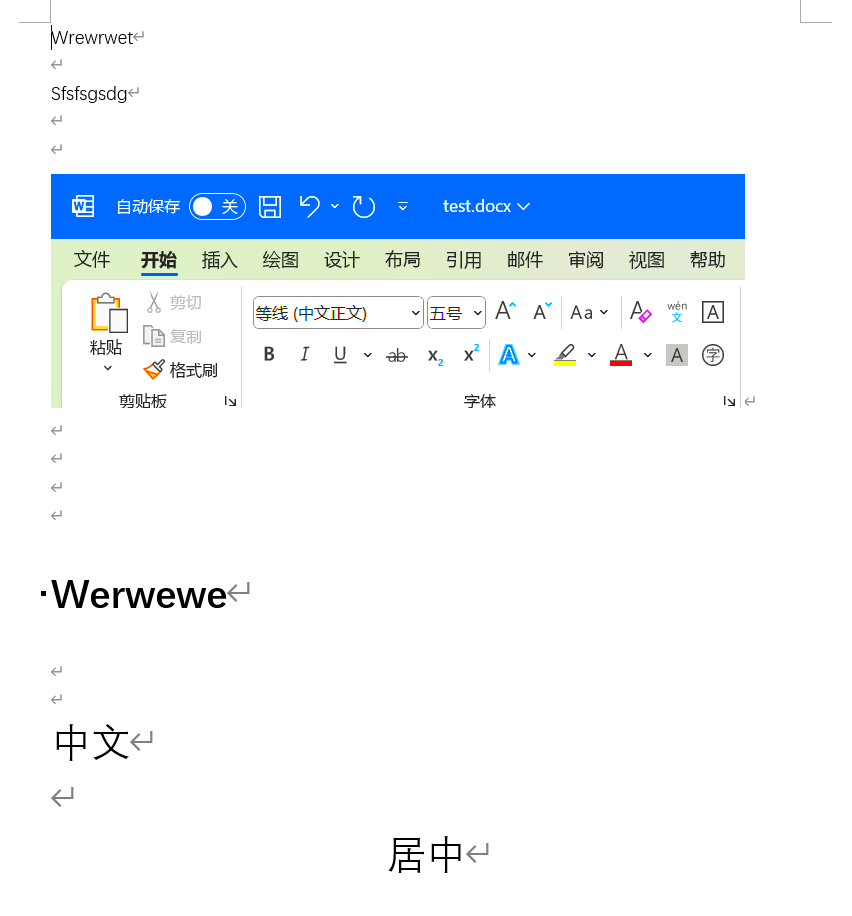 Wrewrwet
Sfsfsgsdg
自动保存 关 test.docx
文件 开始 插入 绘图 设计 布局 引用 邮件 审阅 视图 帮助
剪切
等线 (中文正文) 五号 A A Aa A wén 文 A
粘贴
复制
B I U ab x2 x2 A A A 字
格式刷
剪贴板 字体
Werwewe
中文
居中